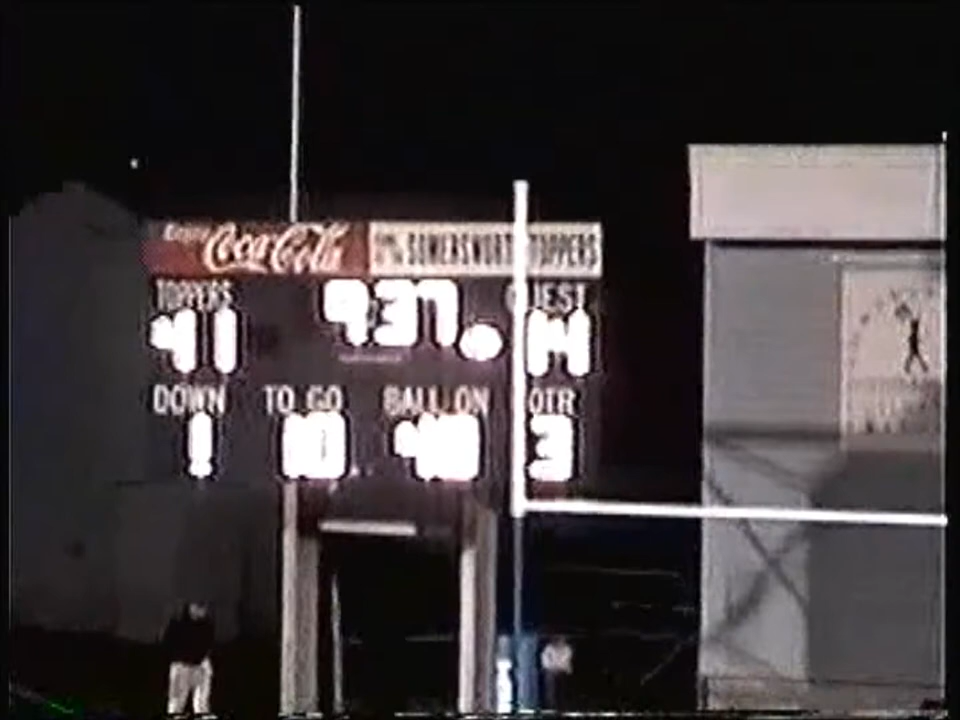 Enjoy Coca-Cola SOMERSWORTH TOPPERS
TOPPERS 937 GUEST
41 14
DOWN TO GO BALL ON QTR
1 10 40 3